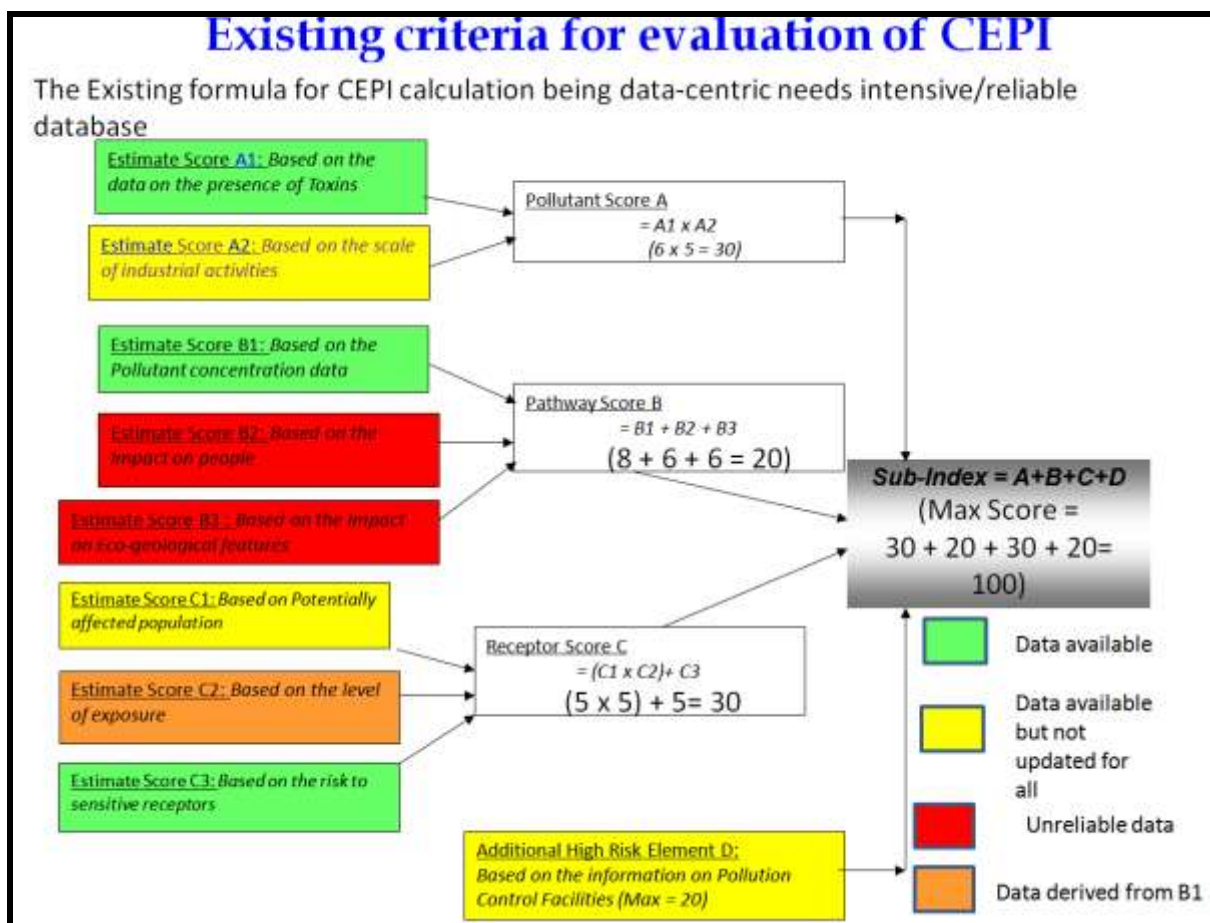 Existing criteria for evaluation of CEPI
The Existing formula for CEPI calculation being data-centric needs intensive/reliable
database
Estimate Score A1: Based on the
data on the presence of Toxins
Estimate Score A2: Based on the scale
of industrial activities
Pollutant Score A
= A1 x A2
(6 x 5 = 30)
Estimate Score B1: Based on the
Pollutant concentration data
Estimate Score B2: Based on the
Impact on people
Estimate Score B3 : Based on the Impact
on Eco-geological features
Pathway Score B
= B1 + B2 + B3
(8 + 6 + 6 = 20)
Sub-Index = A+B+C+D
(Max Score =
30 + 20 + 30 + 20=
100)
Estimate Score C1: Based on Potentially
affected population
Estimate Score C2: Based on the level
of exposure
Estimate Score C3: Based on the risk to
sensitive receptors
Receptor Score C
= (C1 x C2)+ C3
(5 x 5) + 5= 30
Additional High Risk Element D:
Based on the information on Pollution
Control Facilities (Max = 20)
Data available
Data available
but not
updated for
all
Unreliable data
Data derived from B1